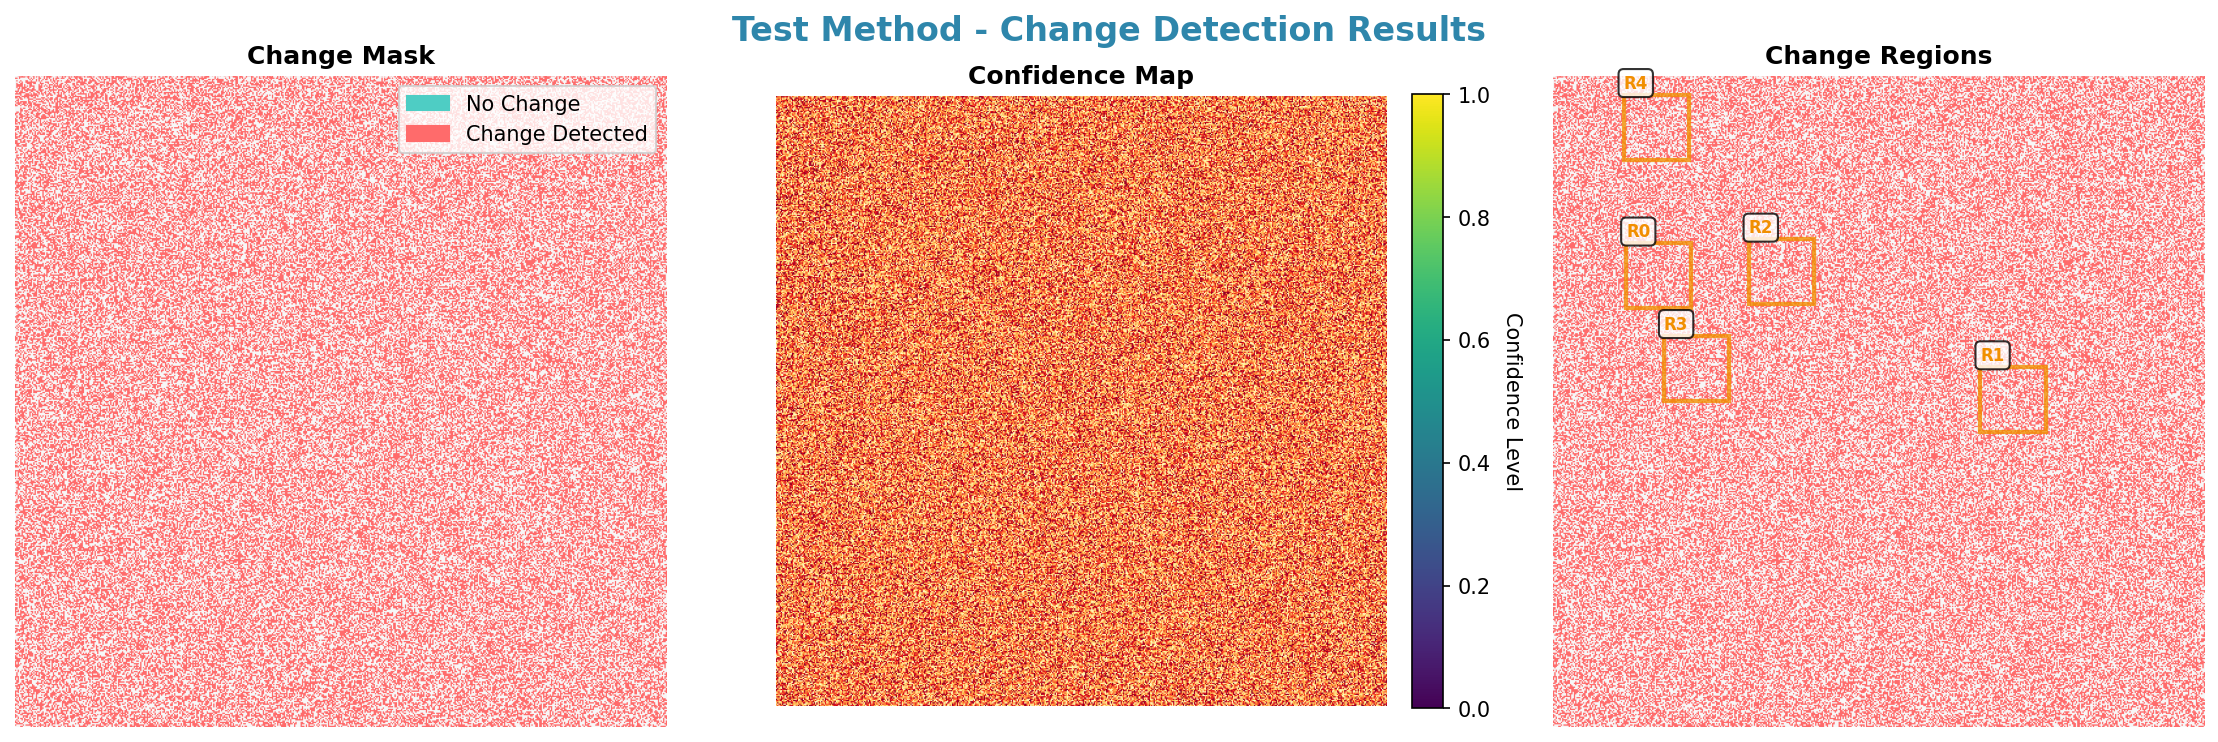 Test Method - Change Detection Results
Change Mask
No Change
Change Detected
Confidence Map
1.0
0.8
0.6
0.4
0.2
0.0
Confidence Level
Change Regions
R4
R0
R2
R3
R1